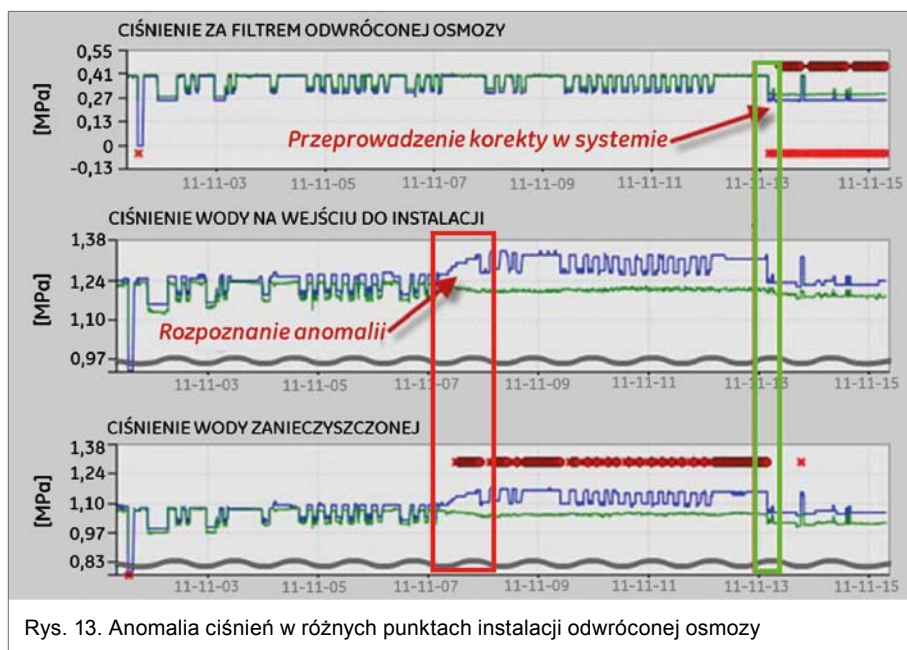 CIŚNIENIE ZA FILTREM ODWRÓCONEJ OSMOZY
[MPa]
0,55
0,41
0,27
0,13
0
-0,13
Przeprowadzenie korekty w systemie
11-11-03 11-11-05 11-11-07 11-11-09 11-11-11 11-11-13 11-11-15
CIŚNIENIE WODY NA WEJŚCIU DO INSTALACJI
[MPa]
1,38
1,24
1,10
0,97
Rozpoznanie anomalii
11-11-03 11-11-05 11-11-07 11-11-09 11-11-11 11-11-13 11-11-15
CIŚNIENIE WODY ZANIECZYSZCZONEJ
[MPa]
1,38
1,24
1,10
0,97
0,83
11-11-03 11-11-05 11-11-07 11-11-09 11-11-11 11-11-13 11-11-15
Rys. 13. Anomalia ciśnień w różnych punktach instalacji odwróconej osmozy